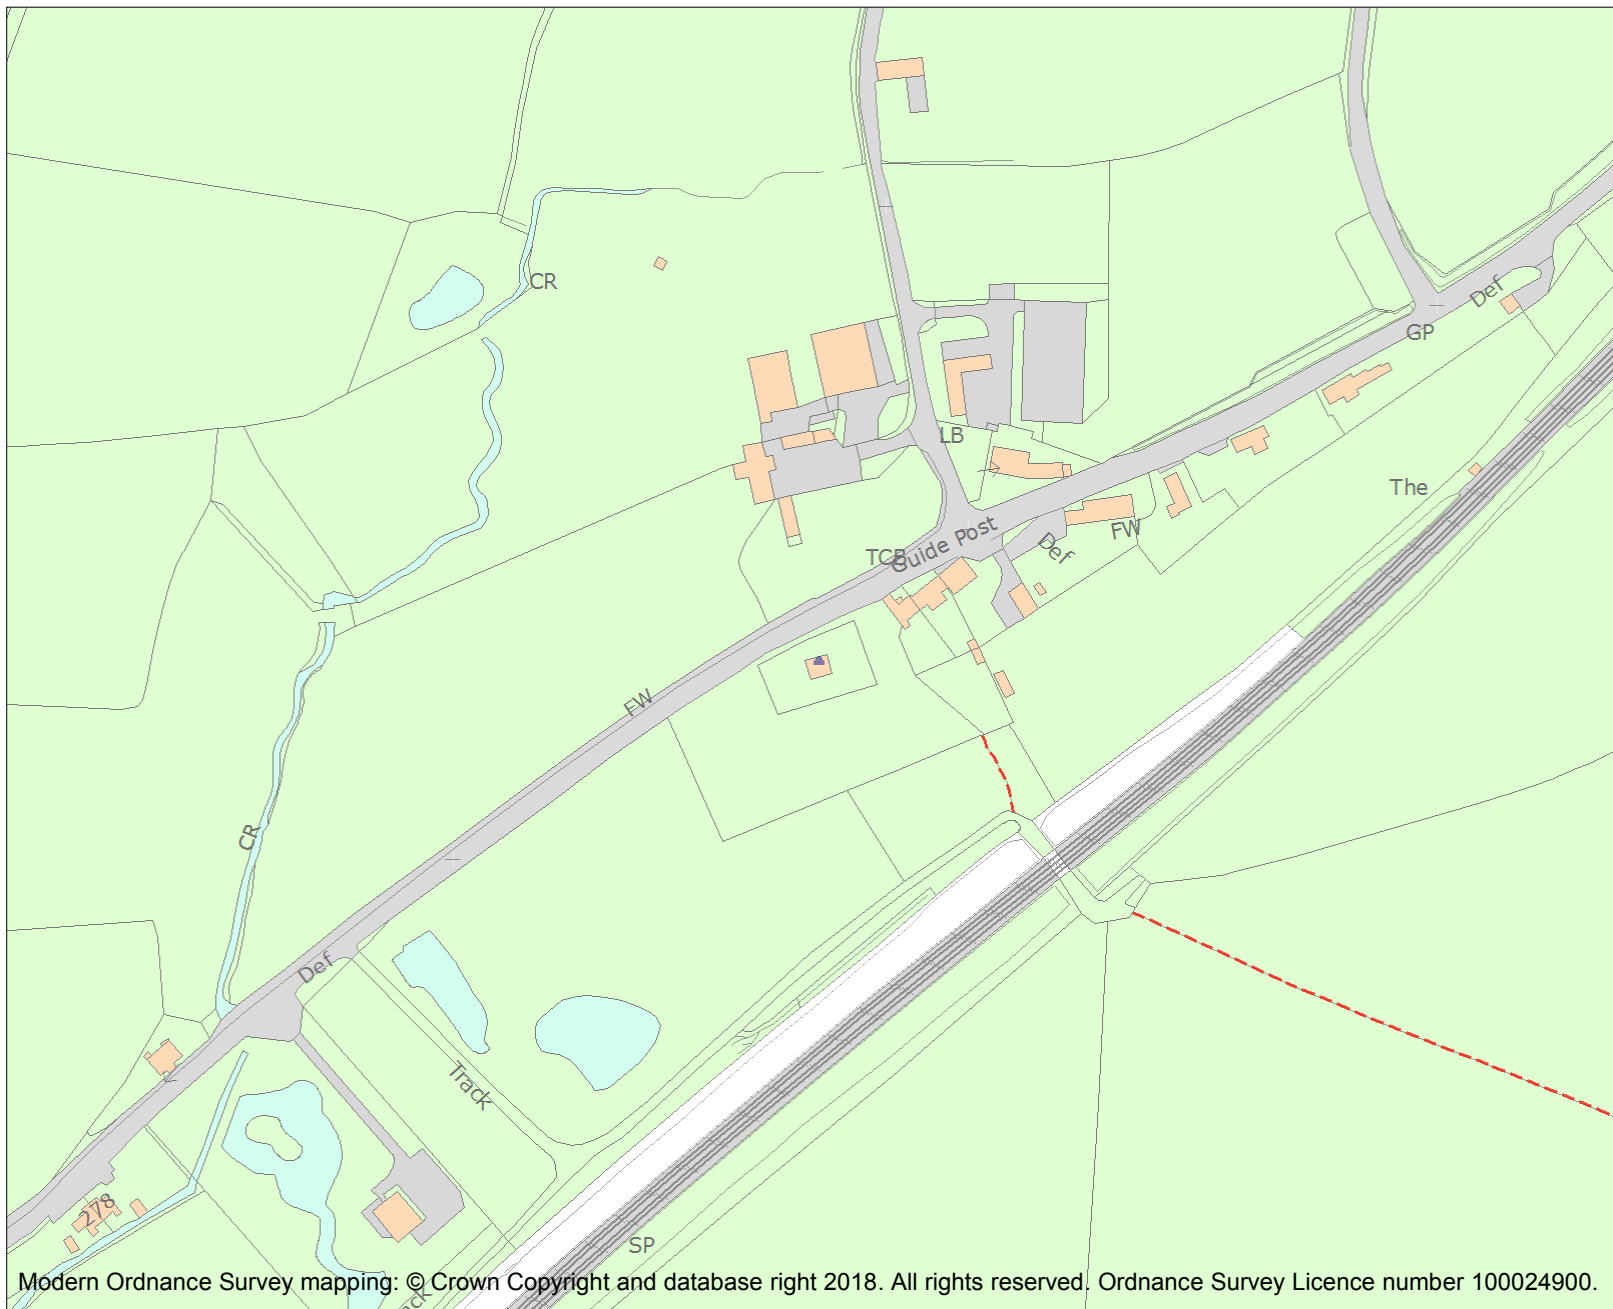 CR
Def
GP
LB
The
Guide Post
TCB
FW
Def
FW
CR
Def
Track
278
SP
Modern Ordnance Survey mapping: © Crown Copyright and database right 2018. All rights reserved. Ordnance Survey Licence number 100024900.